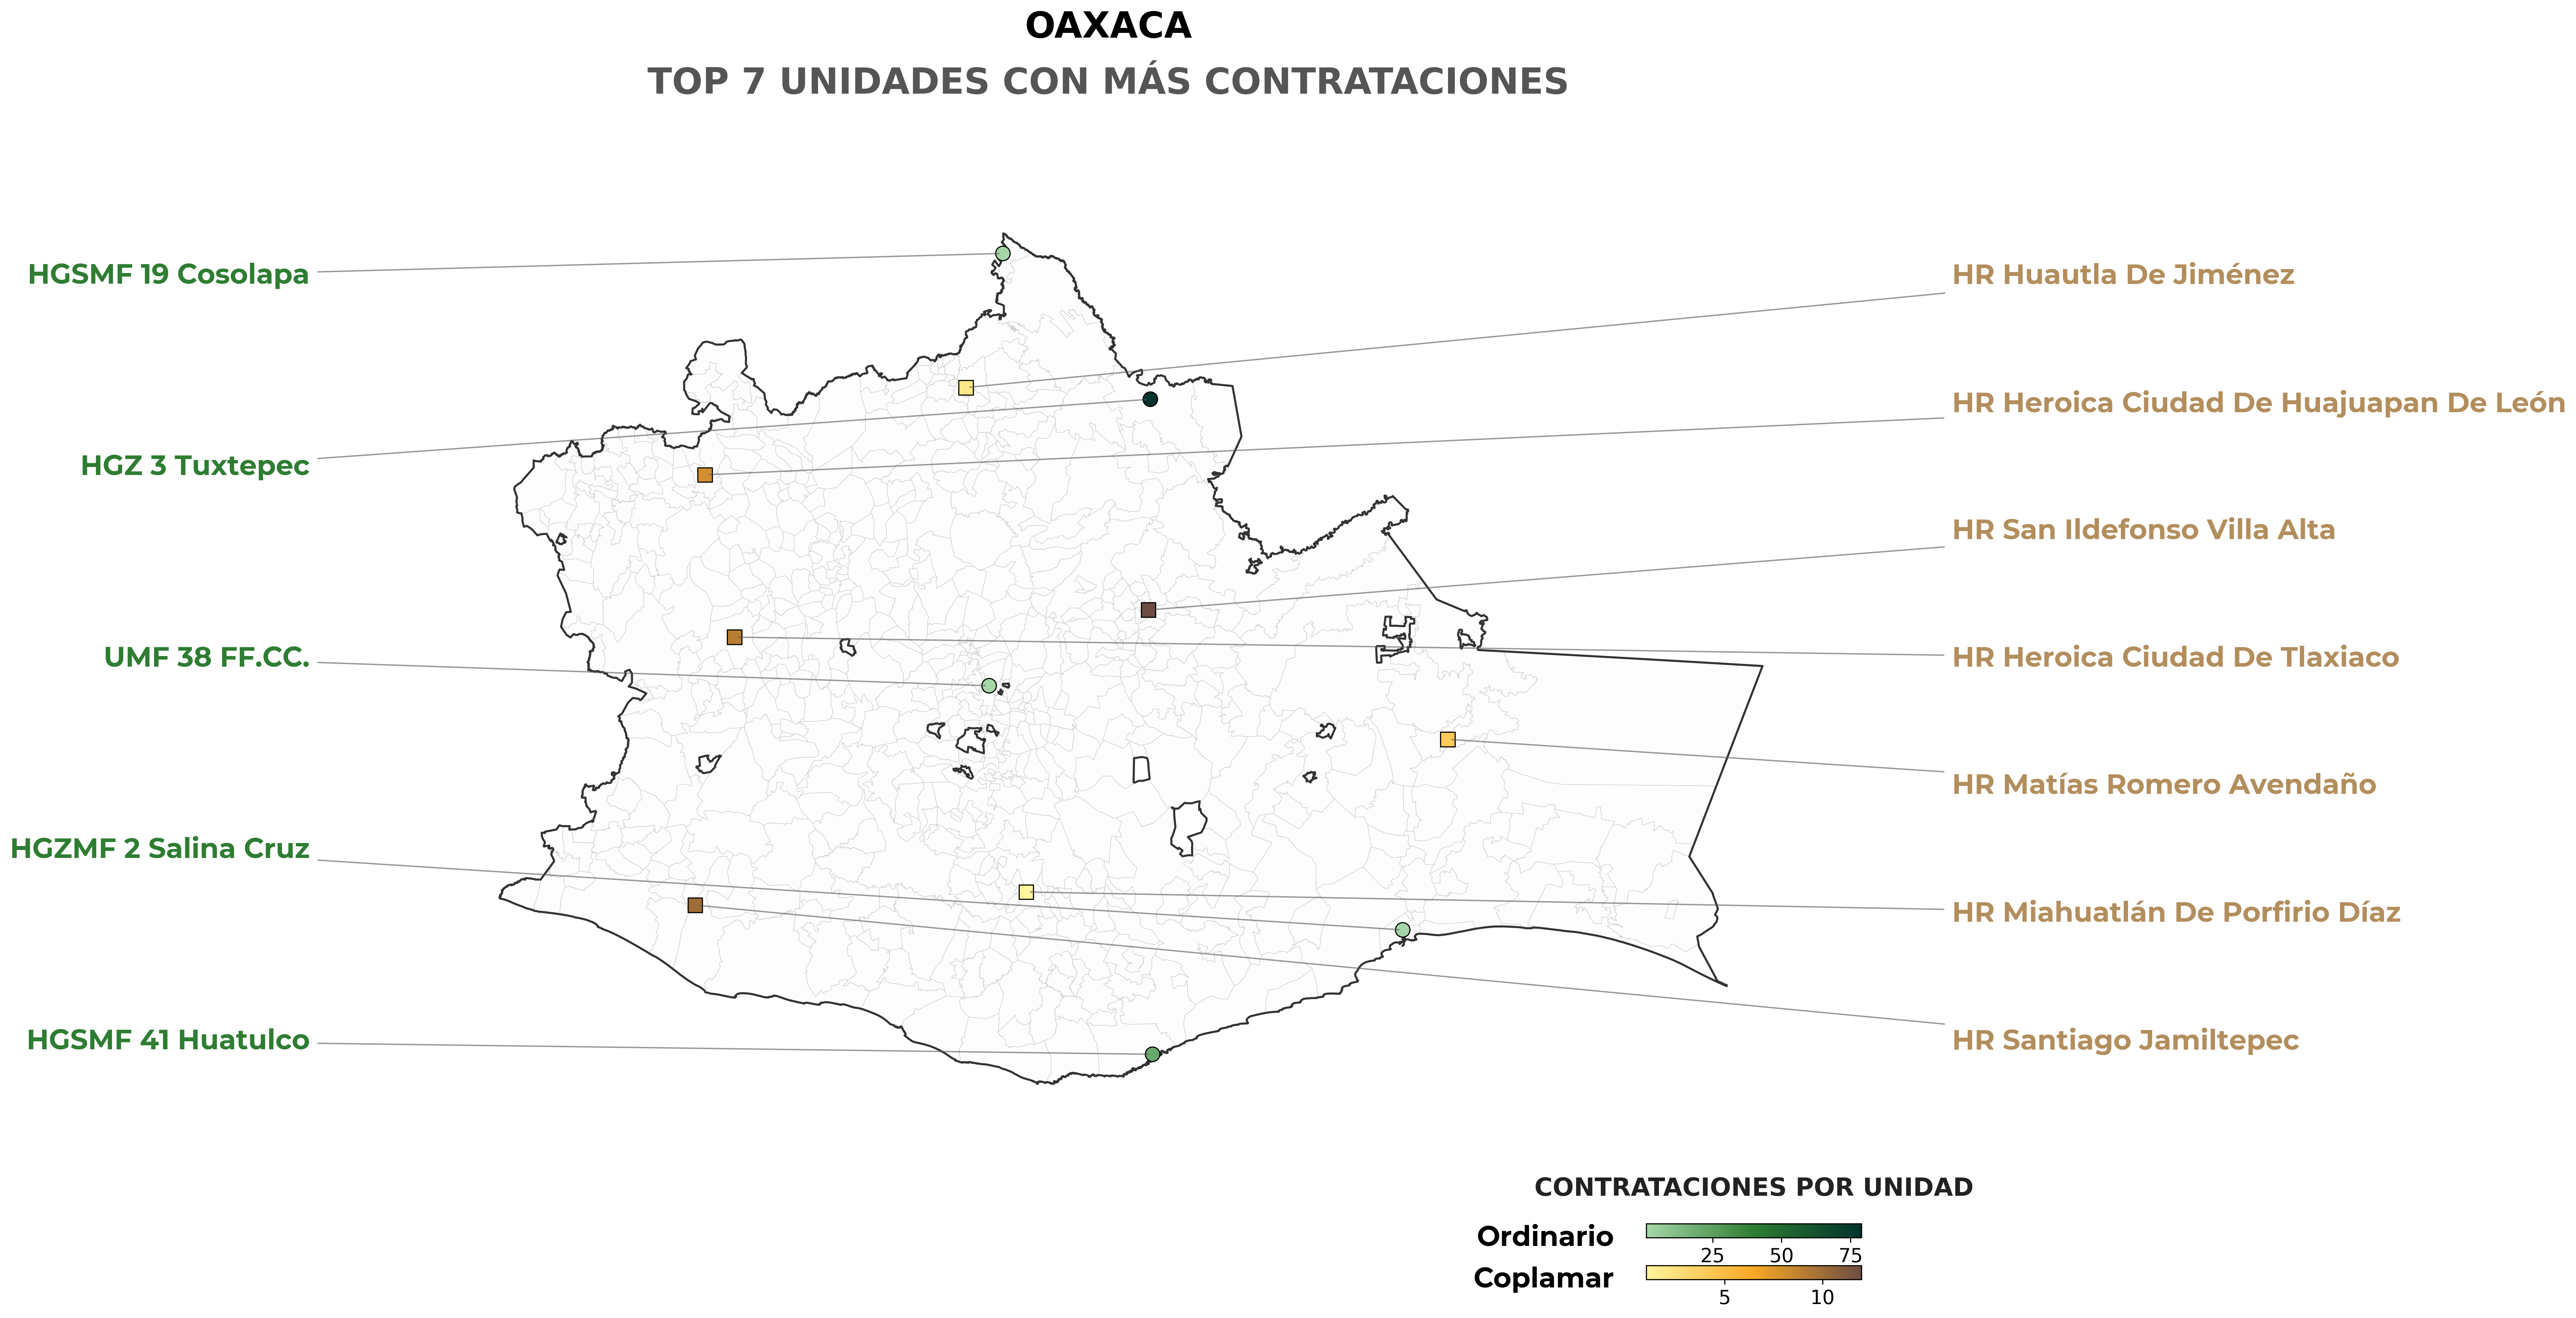 OAXACA
TOP 7 UNIDADES CON MÁS CONTRATACIONES
HGSMF 19 Cosolapa
HGZ 3 Tuxtepec
UMF 38 FF.CC.
HGZMF 2 Salina Cruz
HGSMF 41 Huatulco
HR Huautla De Jiménez
HR Heroica Ciudad De Huajuapan De León
HR San Ildefonso Villa Alta
HR Heroica Ciudad De Tlaxiaco
HR Matías Romero Avendaño
HR Miahuatlán De Porfirio Díaz
HR Santiago Jamiltepec
CONTRATACIONES POR UNIDAD
Ordinario
25 50 75
Coplamar
5 10